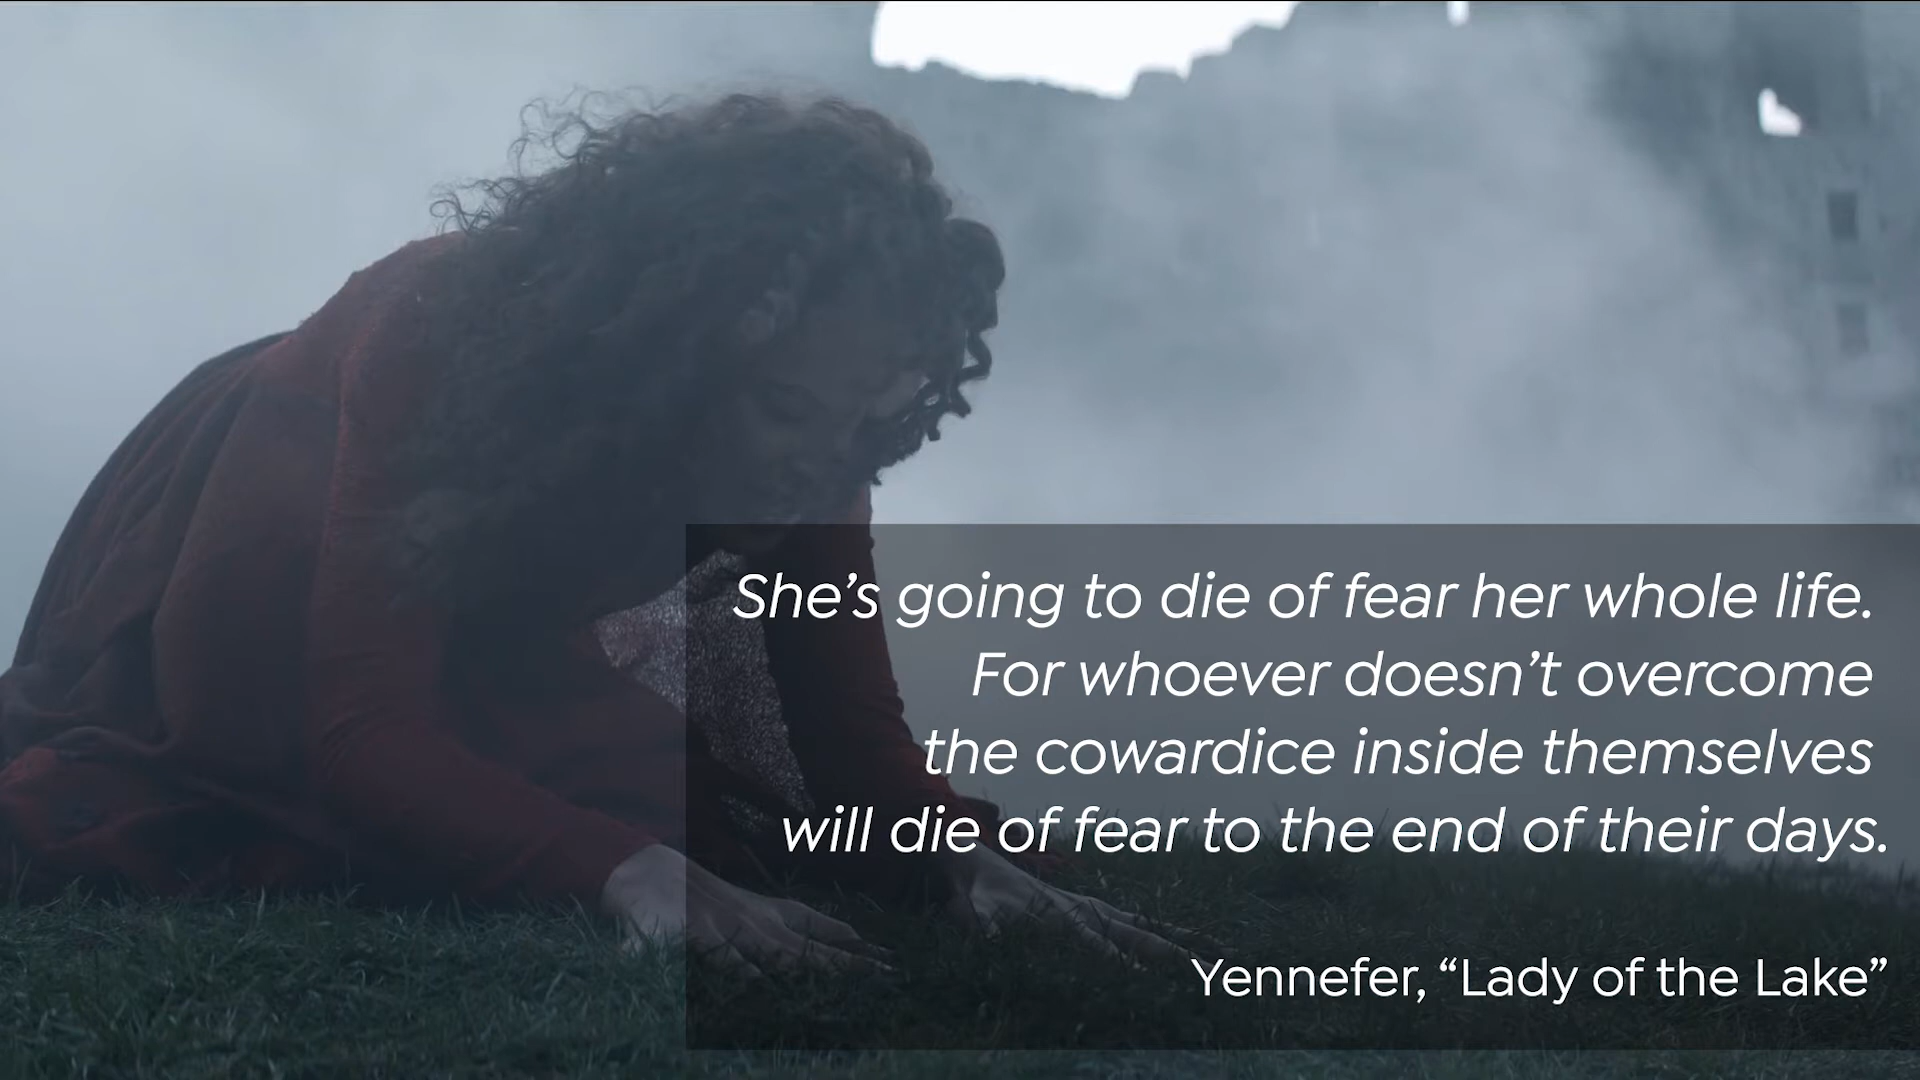 She’s going to die of fear her whole life.
For whoever doesn’t overcome
the cowardice inside themselves
will die of fear to the end of their days.
Yennefer, “Lady of the Lake”